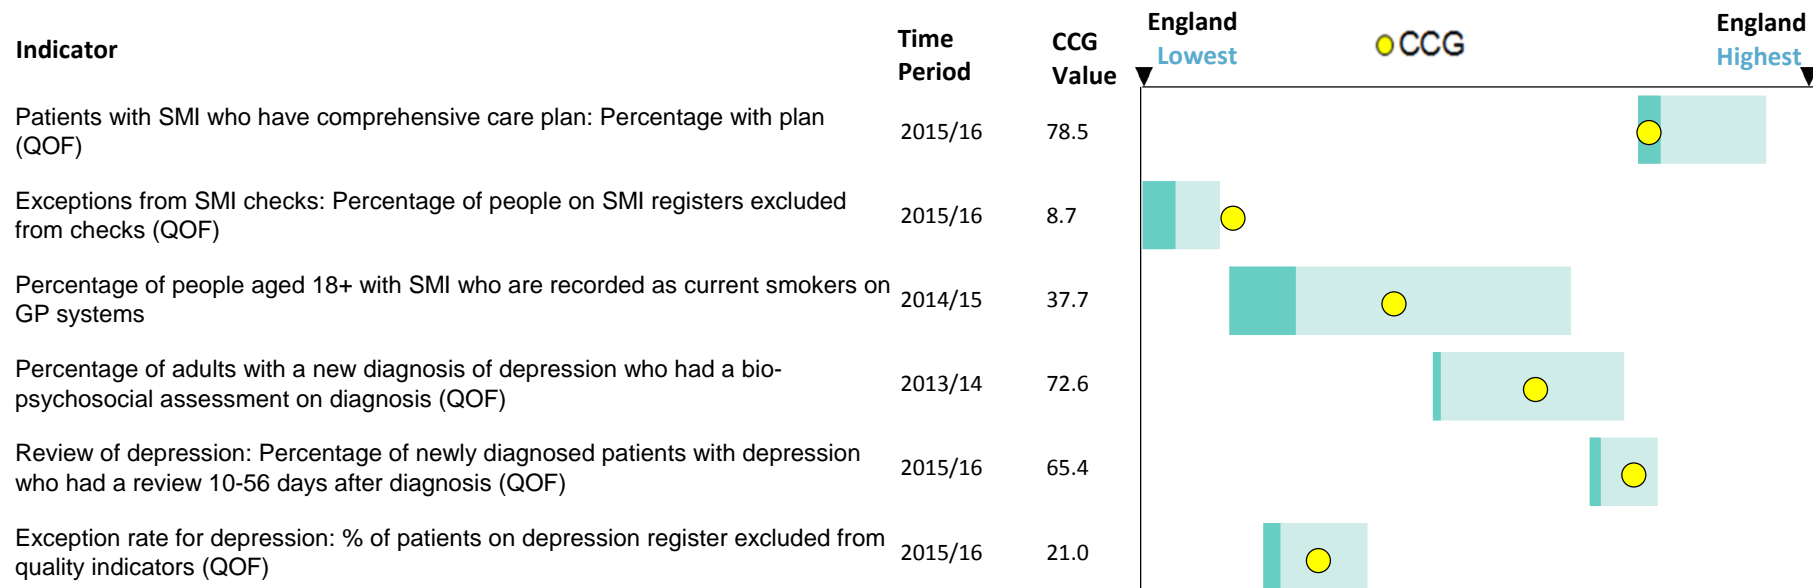 Indicator
Time Period
CCG Value
England Lowest
CCG
England Highest
Patients with SMI who have comprehensive care plan: Percentage with plan
(QOF)
2015/16
78.5
Exceptions from SMI checks: Percentage of people on SMI registers excluded
from checks (QOF)
2015/16
8.7
Percentage of people aged 18+ with SMI who are recorded as current smokers on
GP systems
2014/15
37.7
Percentage of adults with a new diagnosis of depression who had a bio-
psychosocial assessment on diagnosis (QOF)
2013/14
72.6
Review of depression: Percentage of newly diagnosed patients with depression
who had a review 10-56 days after diagnosis (QOF)
2015/16
65.4
Exception rate for depression: % of patients on depression register excluded from
quality indicators (QOF)
2015/16
21.0